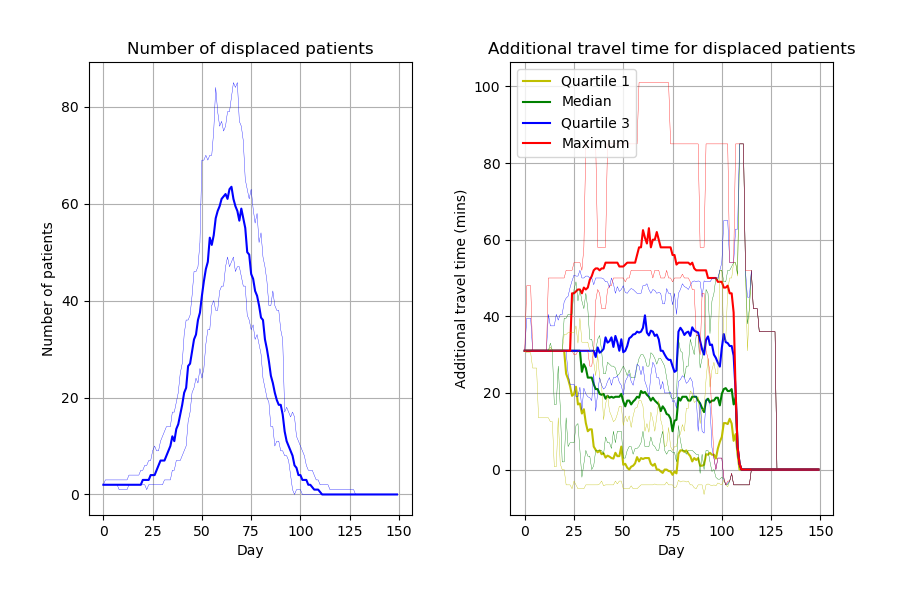 Number of displaced patients
Number of patients
80
60
40
20
0
0 25 50 75 100 125 150
Day
Additional travel time for displaced patients
Additional travel time (mins)
100
80
60
40
20
0
Quartile 1
Median
Quartile 3
Maximum
0 25 50 75 100 125 150
Day